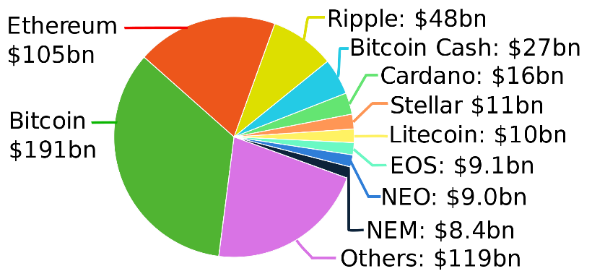 Ethereum
$105bn
Bitcoin
$191bn
Ripple: $48bn
Bitcoin Cash: $27bn
Cardano: $16bn
Stellar $11bn
Litecoin: $10bn
EOS: $9.1bn
NEO: $9.0bn
NEM: $8.4bn
Others: $119bn